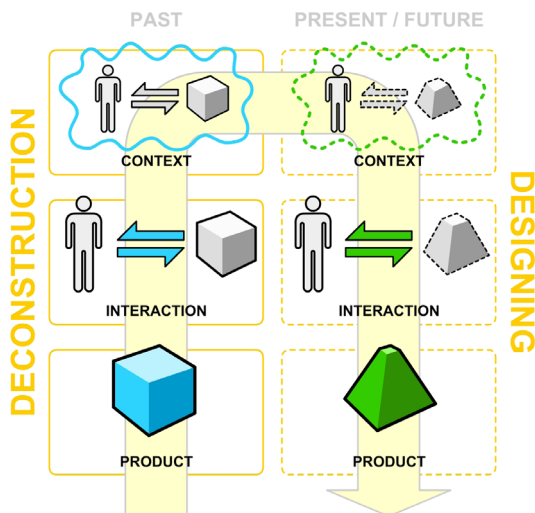 PAST
PRESENT / FUTURE
DECONSTRUCTION
CONTEXT
CONTEXT
DESIGNING
INTERACTION
INTERACTION
PRODUCT
PRODUCT